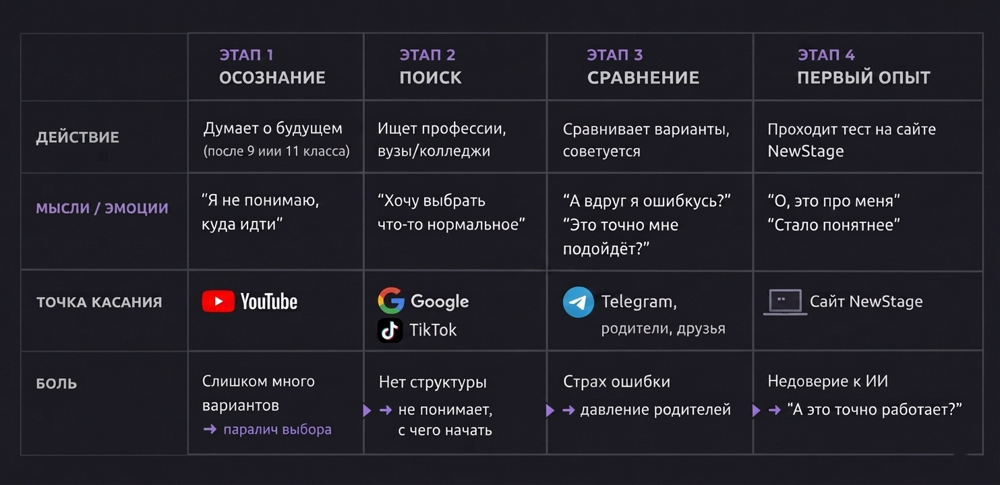 ЭТАП 1
ОСОЗНАНИЕ
ЭТАП 2
ПОИСК
ЭТАП 3
СРАВНЕНИЕ
ЭТАП 4
ПЕРВЫЙ ОПЫТ
ДЕЙСТВИЕ
Думает о будущем
(после 9 иии 11 класса)
Ищет профессии,
вузы/колледжи
Сравнивает варианты,
советуется
Проходит тест на сайте
NewStage
МЫСЛИ / ЭМОЦИИ
“Я не понимаю,
куда идти”
“Хочу выбрать
что-то нормальное”
“А вдруг я ошибкусь?”
“Это точно мне
подойдёт?”
“О, это про меня”
“Стало понятнее”
ТОЧКА КАСАНИЯ
YouTube
Google
TikTok
Telegram,
родители, друзья
Сайт NewStage
БОЛЬ
Слишком много
вариантов
→ паралич выбора
Нет структуры
→ не понимает,
с чего начать
Страх ошибки
→ давление родителей
Недоверие к ИИ
→ "А это точно работает?”